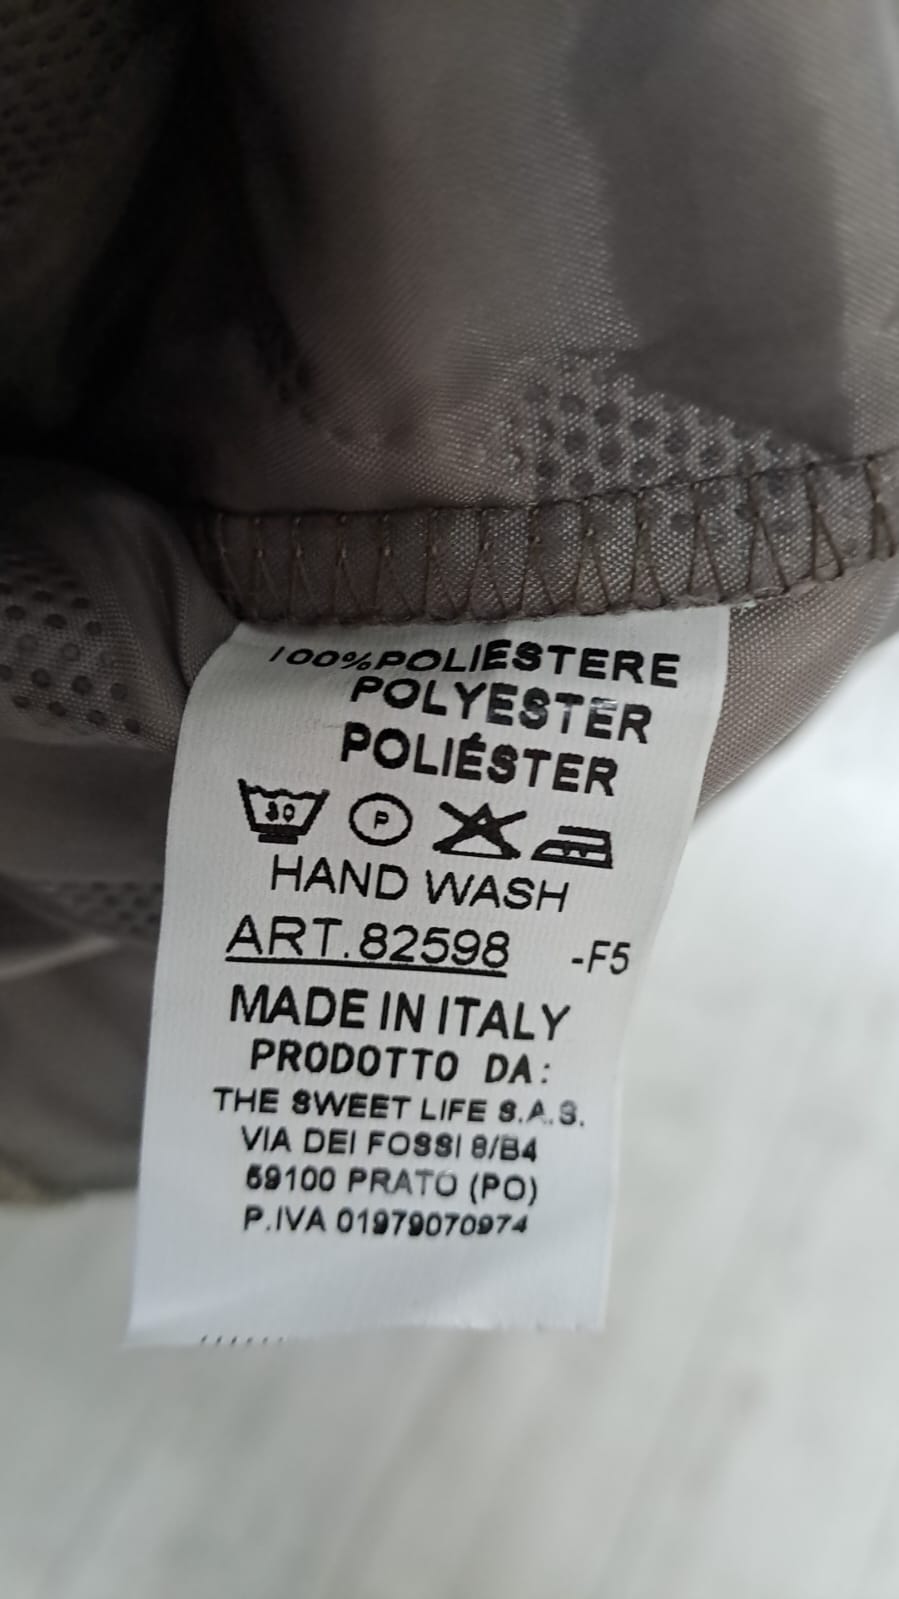 100%POLIESTERE
POLYESTER
POLIÉSTER
30 P
HAND WASH
ART.82598 -F5
MADE IN ITALY
PRODOTTO DA:
THE SWEET LIFE S.A.S.
VIA DEI FOSSI 8/B4
59100 PRATO (PO)
P.IVA 01979070974